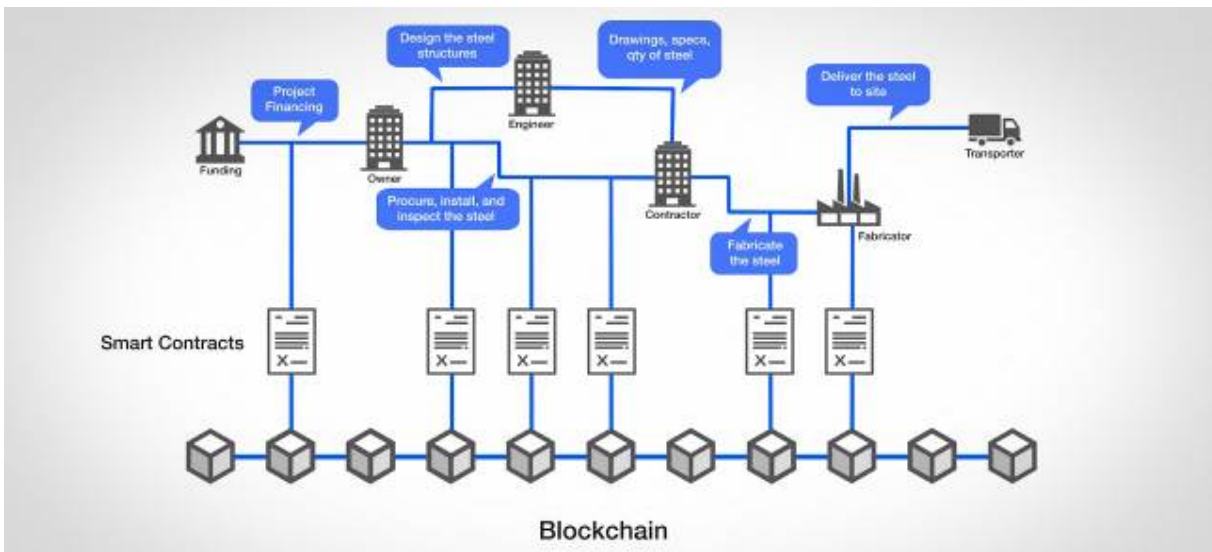 Design the steel
structures
Drawings, specs,
qty of steel
Project
Financing
Deliver the steel
to site
Engineer
Funding
Owner
Transporter
Procure, install, and
inspect the steel
Contractor
Fabricator
Fabricate
the steel
Smart Contracts
X
X
X
X
X
X
Blockchain